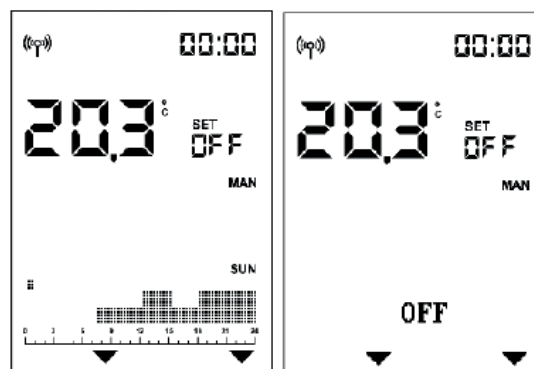 00:00
20.3 °C
SET
OFF
MAN
SUN
0 3 6 9 12 15 18 21 24
00:00
20.3 °C
SET
OFF
MAN
OFF